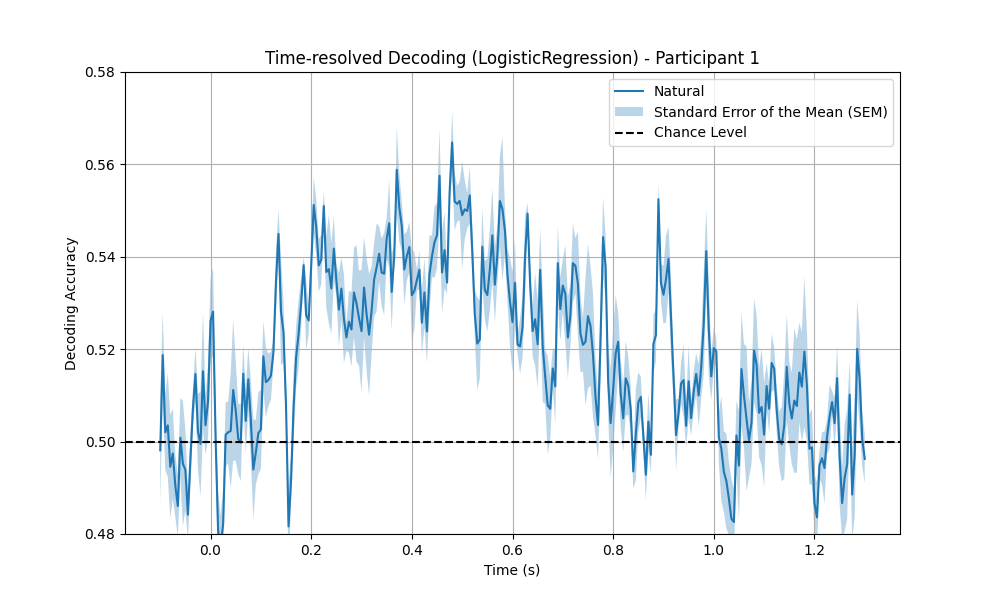 Time-resolved Decoding (LogisticRegression) - Participant 1
Natural
Standard Error of the Mean (SEM)
Chance Level
Decoding Accuracy
0.58
0.56
0.54
0.52
0.50
0.48
0.0 0.2 0.4 0.6 0.8 1.0 1.2
Time (s)